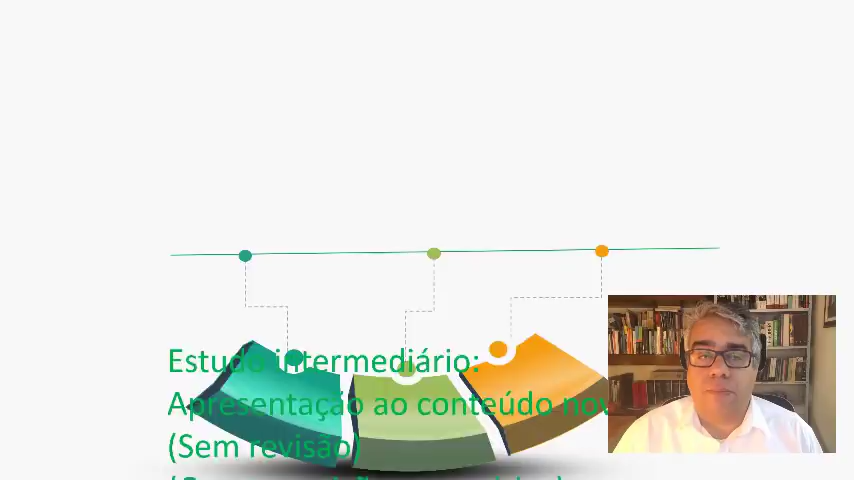 Estudo intermediário:
Apresentação ao conteúdo
(Sem revisão)